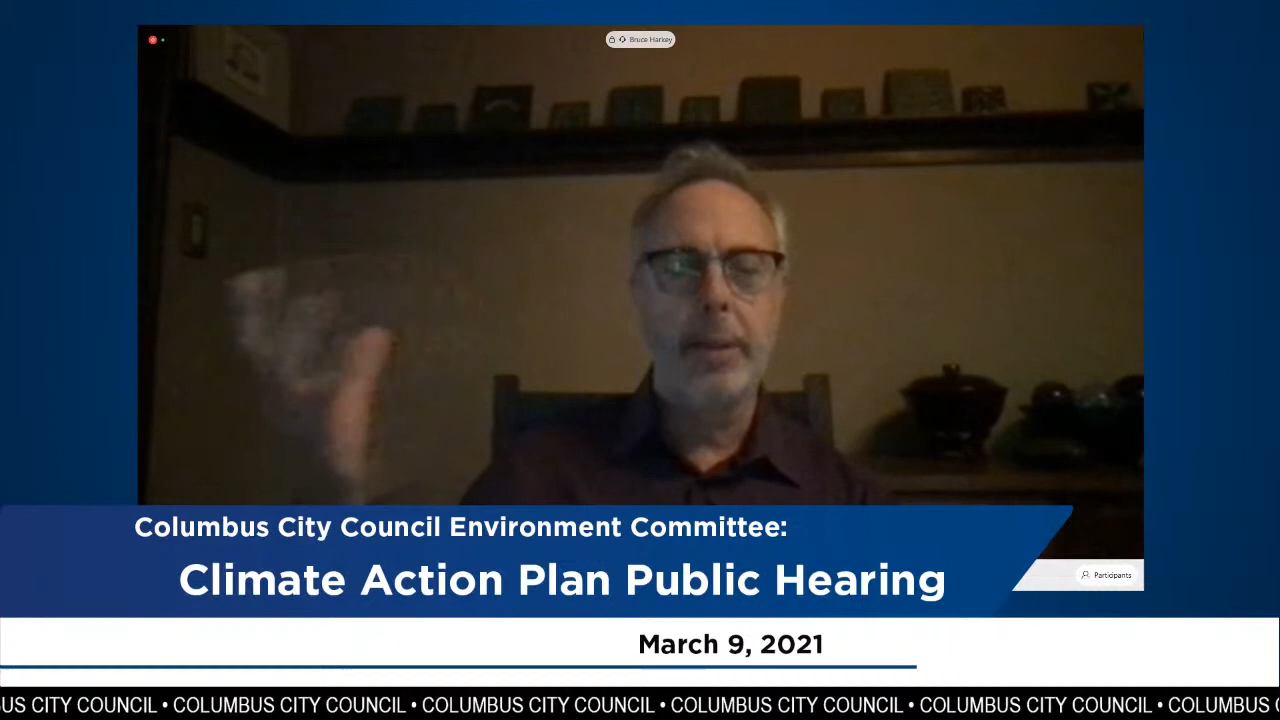 Bruce Harkey
Columbus City Council Environment Committee:
Climate Action Plan Public Hearing
Participants
March 9, 2021
US CITY COUNCIL • COLUMBUS CITY COUNCIL • COLUMBUS CITY COUNCIL • COLUMBUS CITY COUNCIL • COLUMBUS CITY COUNCIL • COLUMBUS